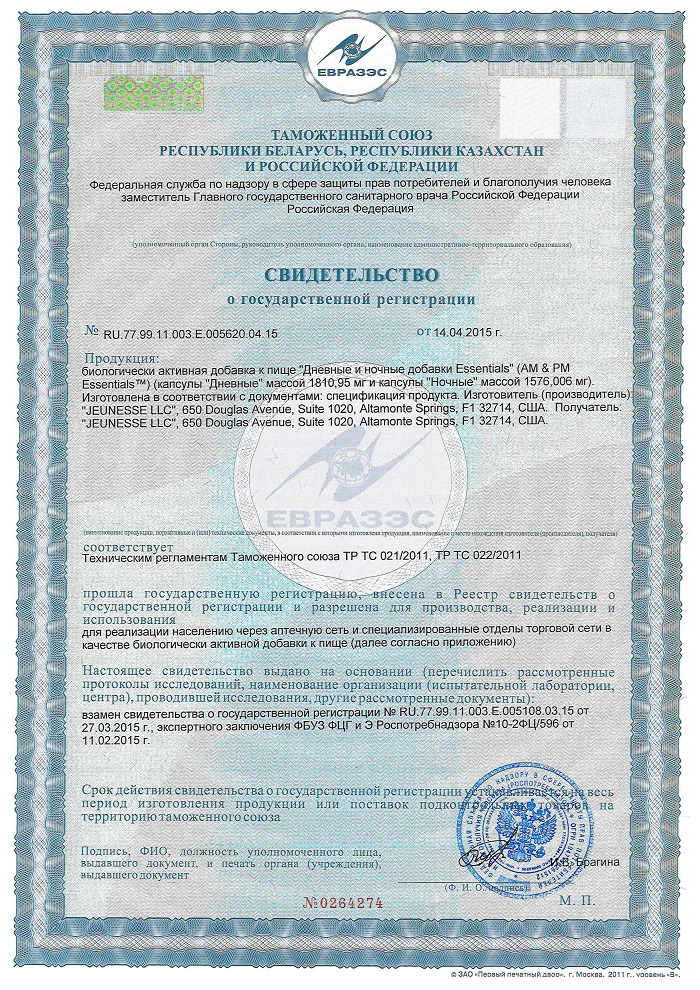 ЕВРАЗЭС
ТАМОЖЕННЫЙ СОЮЗ
РЕСПУБЛИКИ БЕЛАРУСЬ, РЕСПУБЛИКИ КАЗАХСТАН
И РОССИЙСКОЙ ФЕДЕРАЦИИ
Федеральная служба по надзору в сфере защиты прав потребителей и благополучия человека
заместитель Главного государственного санитарного врача Российской Федерации
Российская Федерация
(уполномоченный орган Стороны, руководитель уполномоченного органа, наименование административно-территориального образования)
СВИДЕТЕЛЬСТВО
о государственной регистрации
№ RU.77.99.11.003.E.005620.04.15 от 14.04.2015 г.
Продукция:
биологически активная добавка к пище "Дневные и ночные добавки Essentials" (AM & PM
Essentials™) (капсулы "Дневные" массой 1810,95 мг и капсулы "Ночные" массой 1576,006 мг).
Изготовлена в соответствии с документами: спецификация продукта. Изготовитель (производитель):
"JEUNESSE LLC", 650 Douglas Avenue, Suite 1020, Altamonte Springs, F1 32714, США. Получатель:
"JEUNESSE LLC", 650 Douglas Avenue, Suite 1020, Altamonte Springs, F1 32714, США.
ЕВРАЗЭС
(наименование продукции, нормативные и (или) технические документы, в соответствии с которыми изготовлена продукция, наименование и место нахождения изготовителя (производителя), получателя)
соответствует
Техническим регламентам Таможенного союза ТР ТС 021/2011, ТР ТС 022/2011
прошла государственную регистрацию, внесена в Реестр свидетельств о
государственной регистрации и разрешена для производства, реализации и
использования
для реализации населению через аптечную сеть и специализированные отделы торговой сети в
качестве биологически активной добавки к пище (далее согласно приложению)
Настоящее свидетельство выдано на основании (перечислить рассмотренные
протоколы исследований, наименование организации (испытательной лаборатории,
центра), проводившей исследования, другие рассмотренные документы):
взамен свидетельства о государственной регистрации № RU.77.99.11.003.E.005108.03.15 от
27.03.2015 г., экспертного заключения ФБУЗ ФЦГ и Э Роспотребнадзора №10-2ФЦ/596 от
11.02.2015 г.
Срок действия свидетельства о государственной регистрации устанавливается на весь
период изготовления продукции или поставок подконтрольных товаров на
территорию таможенного союза
Подпись, ФИО, должность уполномоченного лица,
выдавшего документ, и печать органа (учреждения),
выдавшего документ
И.В. Брагина
(Ф. И. О./подпись)
№0264274
М. П.
© ЗАО «Первый печатный двор», г. Москва, 2011 г., уровень «В».